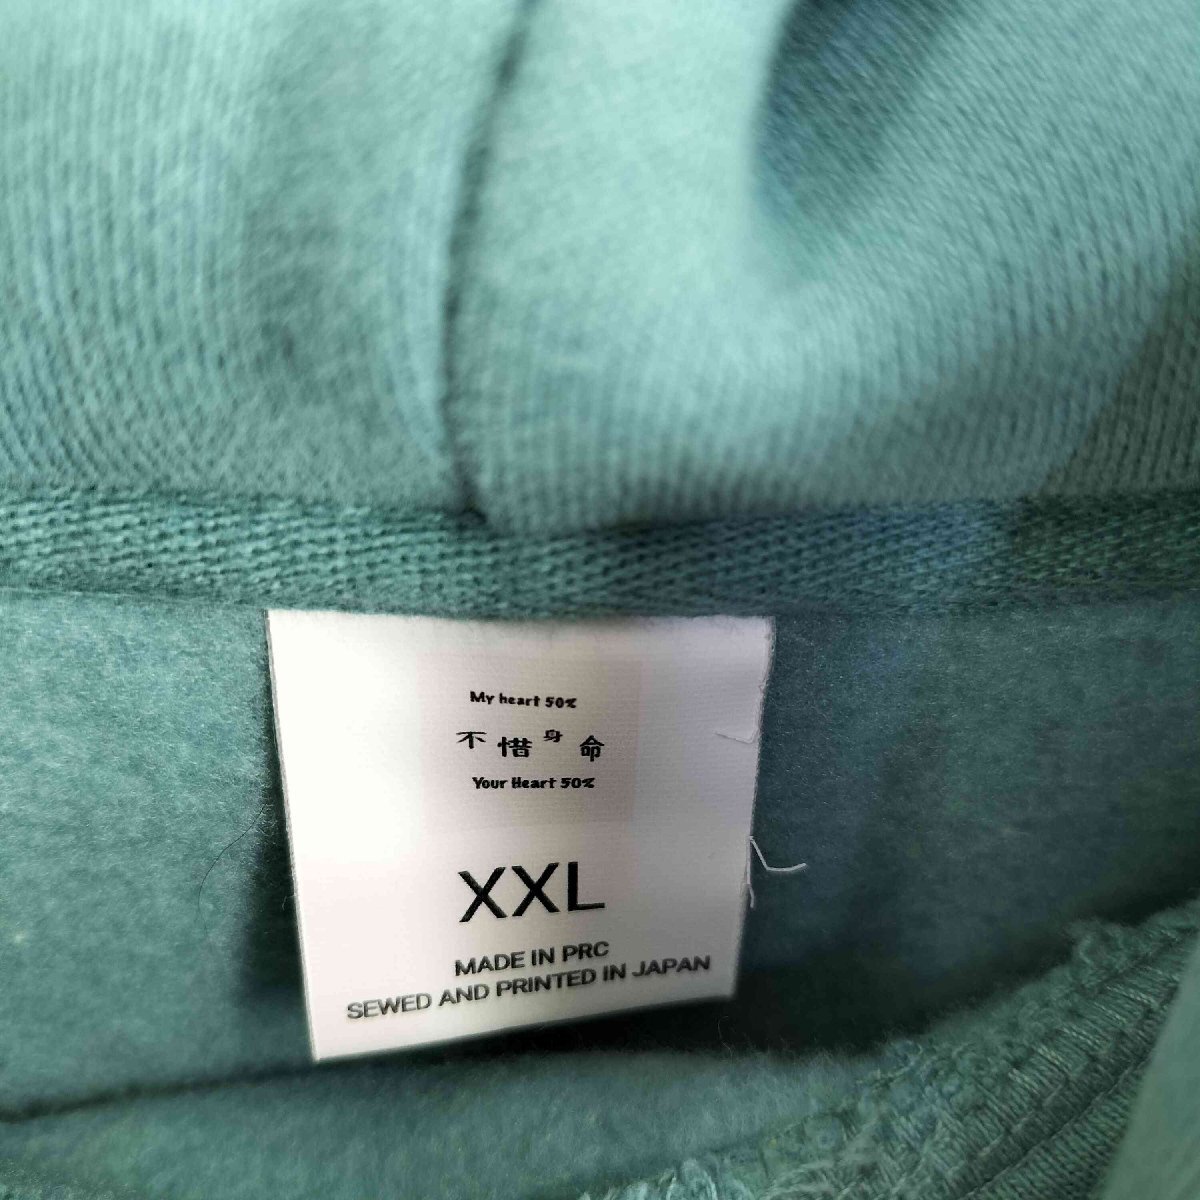 My heart 50%
不惜身命
Your Heart 50%
XXL
MADE IN PRC
SEWED AND PRINTED IN JAPAN